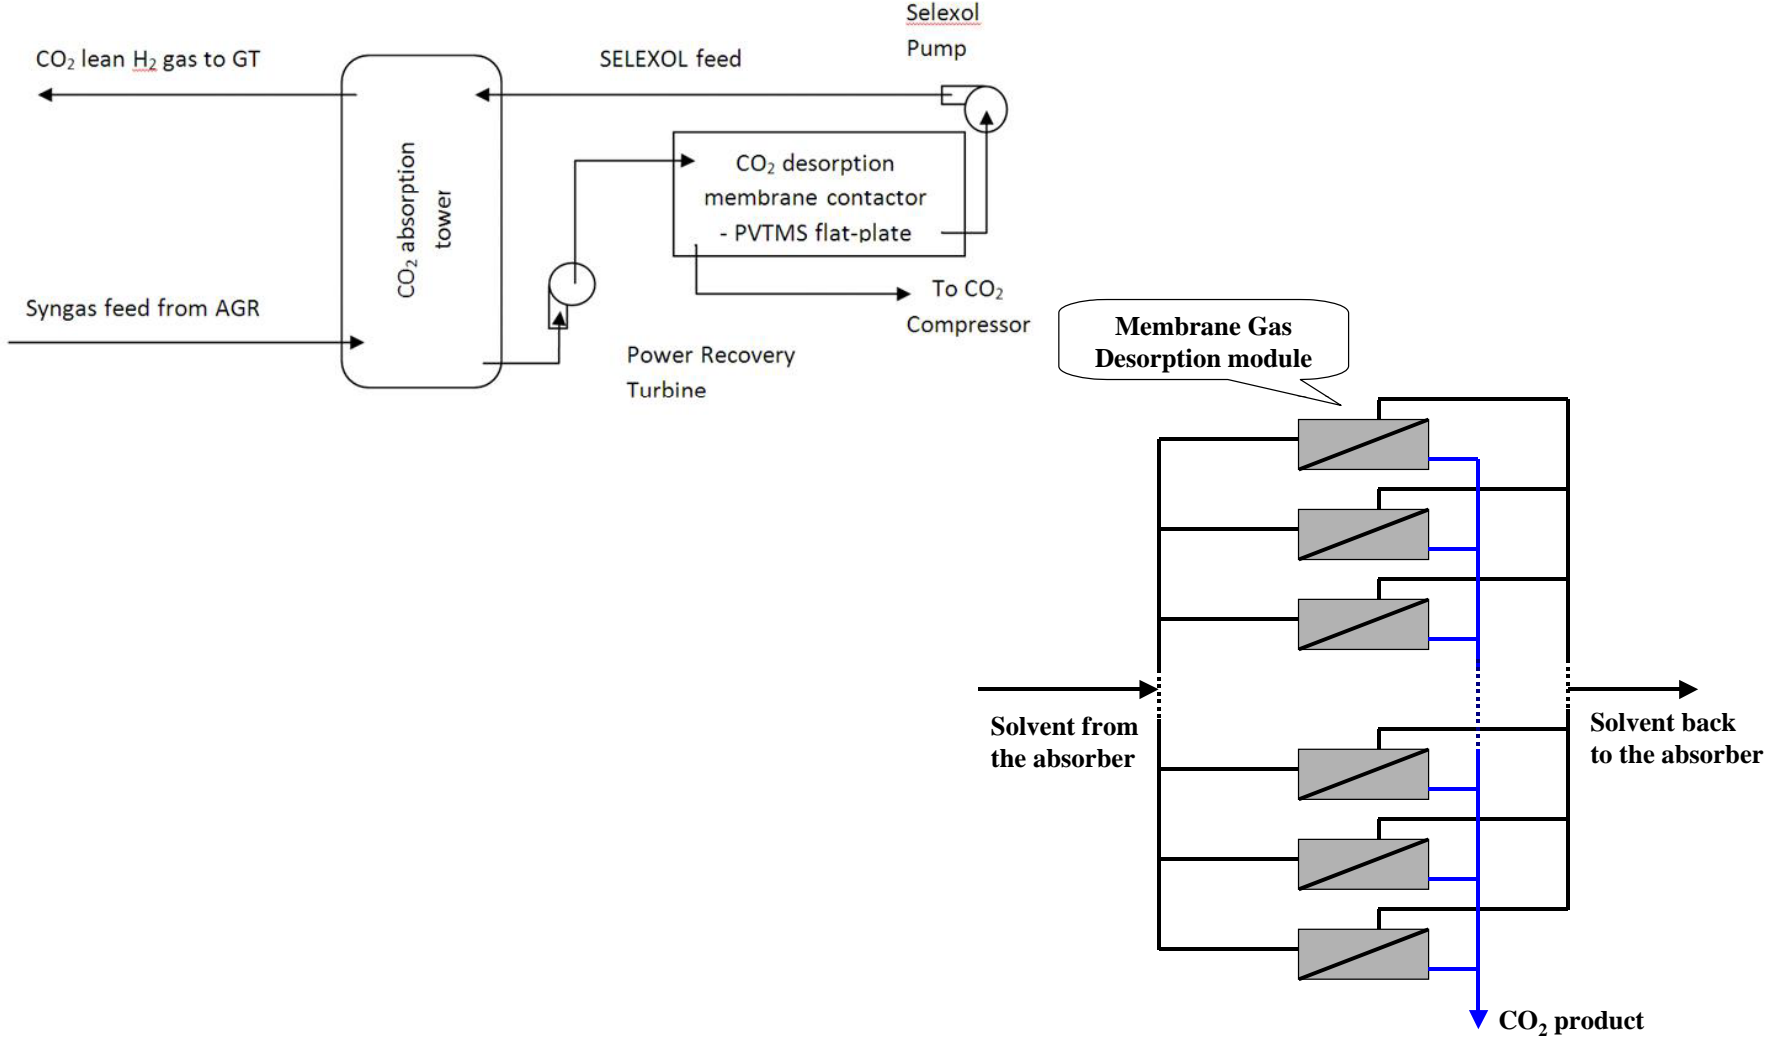 Selexol
Pump
CO₂ lean H₂ gas to GT
SELEXOL feed
CO₂ absorption
tower
CO₂ desorption
membrane contactor
- PVTMS flat-plate
Syngas feed from AGR
To CO₂
Compressor
Power Recovery
Turbine
Membrane Gas
Desorption module
Solvent from
the absorber
Solvent back
to the absorber
CO₂ product